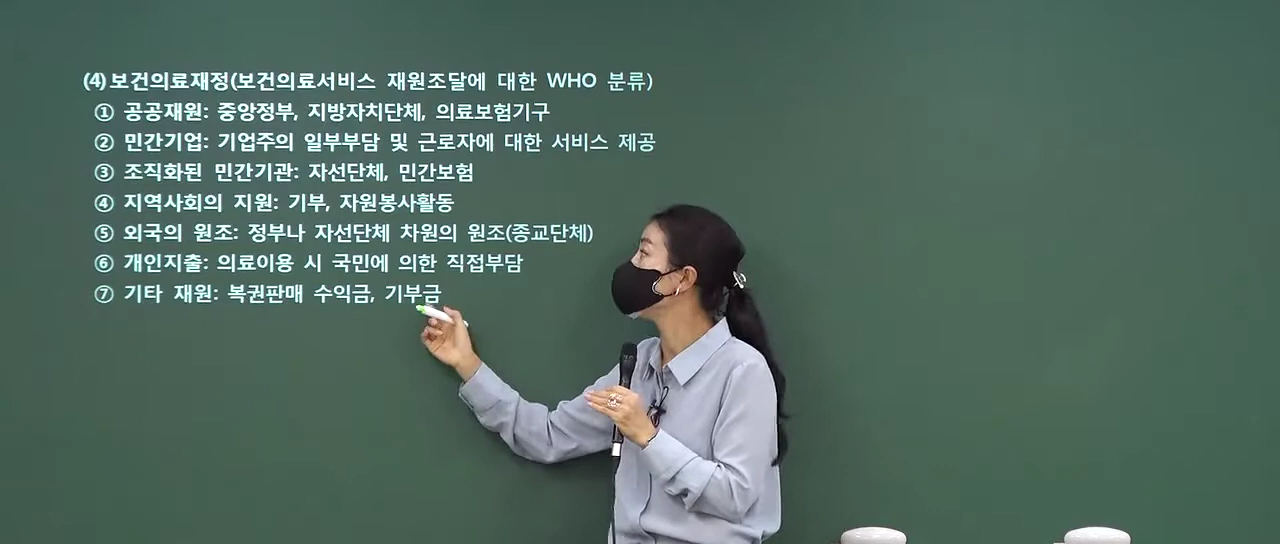 (4) 보건의료재정(보건의료서비스 재원조달에 대한 WHO 분류)
① 공공재원: 중앙정부, 지방자치단체, 의료보험기구
② 민간기업: 기업주의 일부부담 및 근로자에 대한 서비스 제공
③ 조직화된 민간기관: 자선단체, 민간보험
④ 지역사회의 지원: 기부, 자원봉사활동
⑤ 외국의 원조: 정부나 자선단체 차원의 원조(종교단체)
⑥ 개인지출: 의료이용 시 국민에 의한 직접부담
⑦ 기타 재원: 복권판매 수익금, 기부금